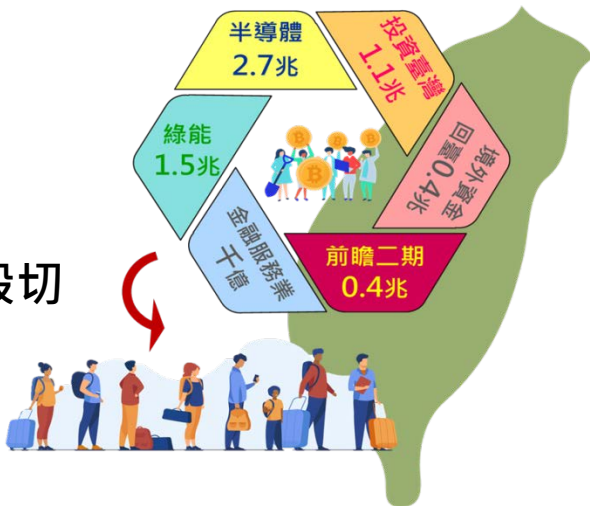 半導體
2.7兆
投資臺灣
1.1兆
境外資金
回臺0.4兆
前瞻二期
0.4兆
金融服務業
千億
綠能
1.5兆
殷切